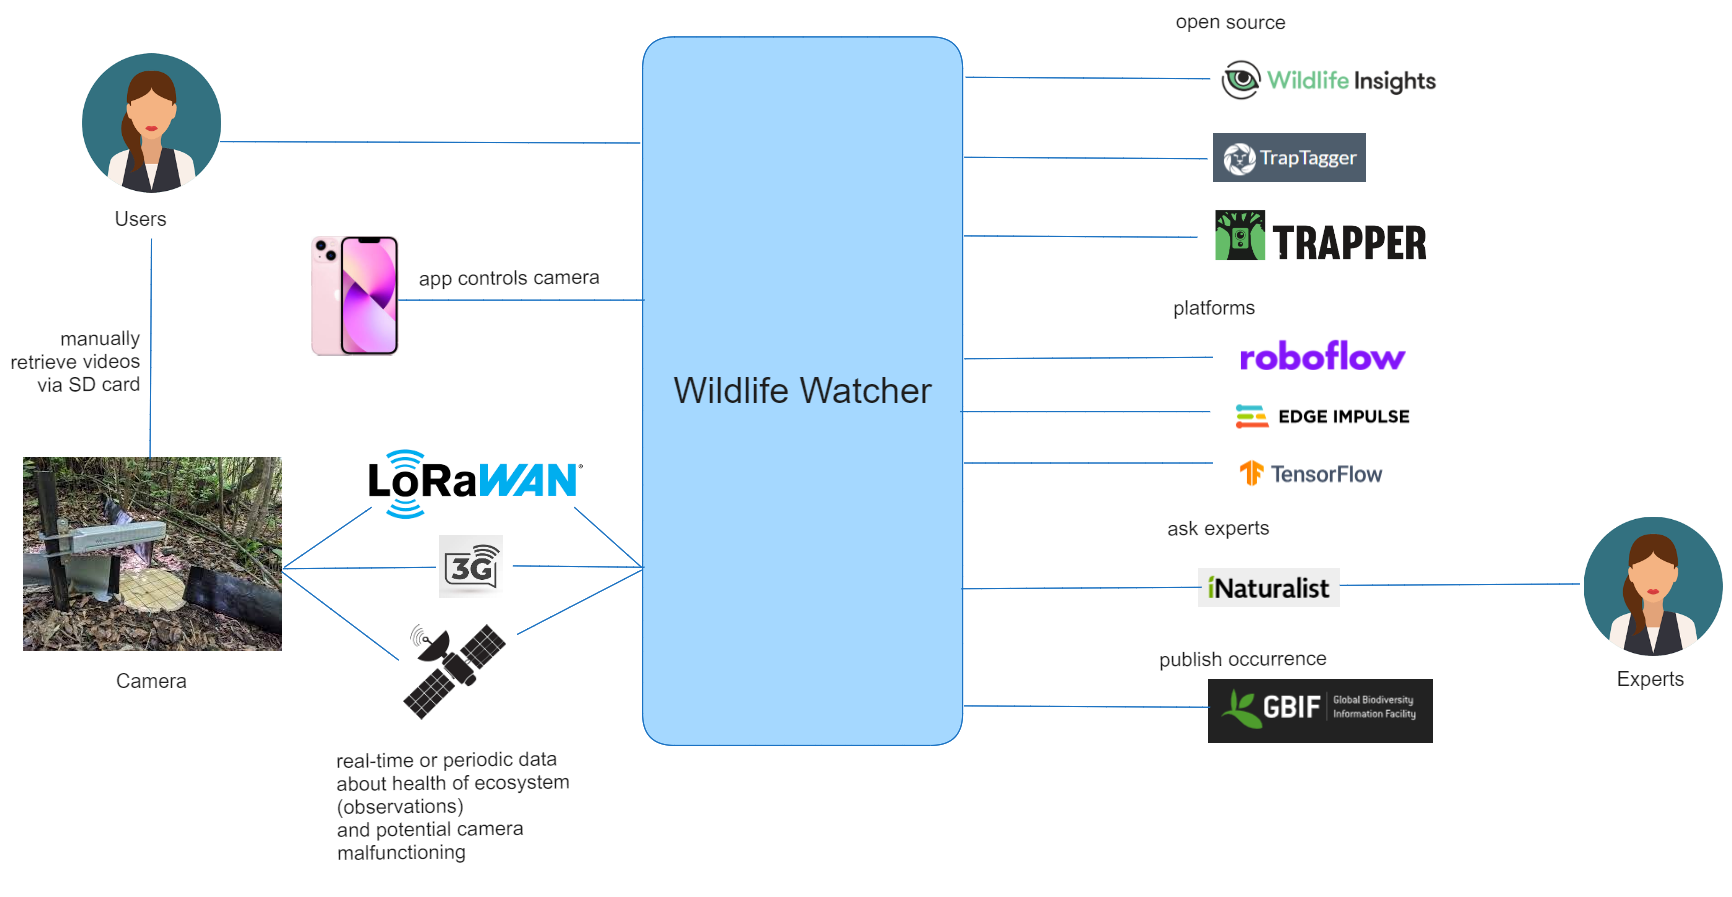 open source
Wildlife Insights
TrapTagger
TRAPPER
Users
app controls camera
manually
retrieve videos
via SD card
Wildlife Watcher
platforms
roboflow
EDGE IMPULSE
TensorFlow
LoRaWAN®
3G
Camera
ask experts
iNaturalist
Experts
publish occurrence
GBIF
Global Biodiversity
Information Facility
real-time or periodic data
about health of ecosystem
(observations)
and potential camera
malfunctioning